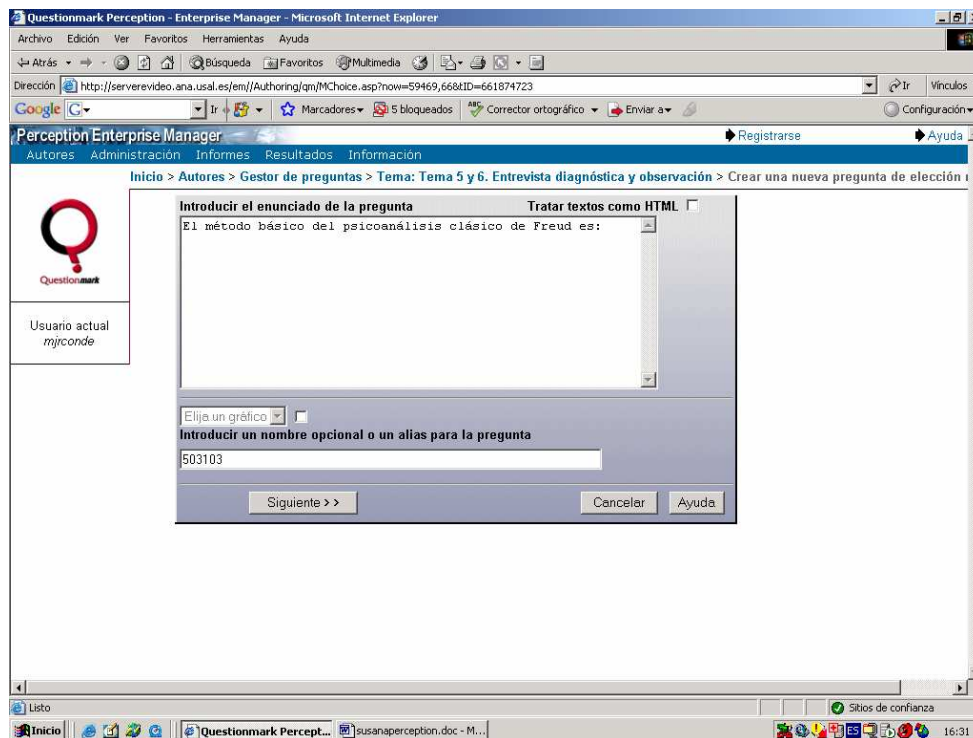 Questionmark Perception - Enterprise Manager - Microsoft Internet Explorer
Archivo Edición Ver Favoritos Herramientas Ayuda
Atrás Búsqueda Favoritos Multimedia
Dirección http://serverevideo.ana.usal.es/em//Authoring/qm/MChoice.asp?now=59469,66&tID=661874723 Ir Vínculos
Google G Ir Marcadores 5 bloqueados ABC Corrector ortográfico Enviar a Configuración
Perception Enterprise Manager Registrarse Ayuda
Autores Administración Informes Resultados Información
Inicio > Autores > Gestor de preguntas > Tema: Tema 5 y 6. Entrevista diagnóstica y observación > Crear una nueva pregunta de elección
Introducir el enunciado de la pregunta Tratar textos como HTML
El método básico del psicoanálisis clásico de Freud es:
Questionmark
Usuario actual
mjrconde
Elija un gráfico
Introducir un nombre opcional o un alias para la pregunta
503103
Siguiente >> Cancelar Ayuda
Listo Sitios de confianza
Inicio Questionmark Percept... susanaperception.doc - M... ES 16:31